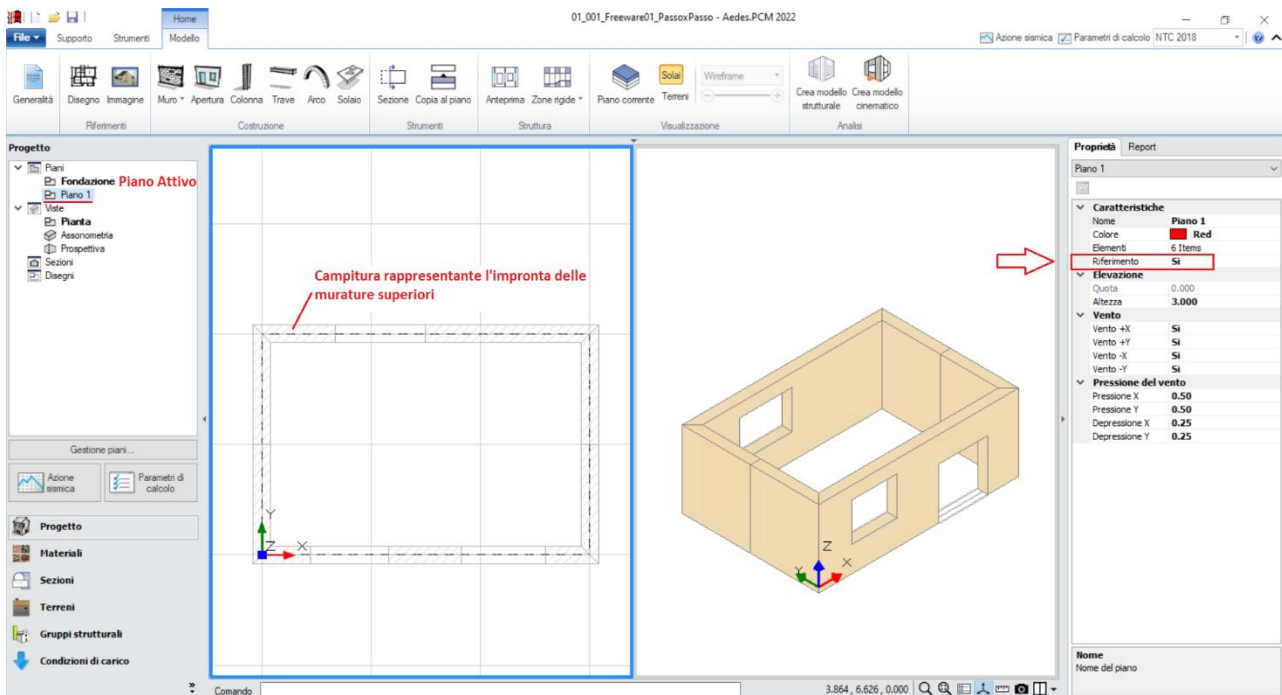 01_001_Freeware01_PassoxPasso - Aedes.PCM 2022
Home
File
Supporto
Strumenti
Modello
Azione sismica
Parametri di calcolo
NTC 2018
Generalità
Disegno
Immagine
Muro
Apertura
Colonna
Trave
Arco
Solaio
Sezione
Copia al piano
Anteprima
Zone rigide
Piano corrente
Solai
Terreni
Wireframe
Crea modello strutturale
Crea modello cinematico
Riferimenti
Costruzione
Strumenti
Struttura
Visualizzazione
Analisi
Progetto
Piani
Fondazione Piano Attivo
Piano 1
Viste
Pianta
Assonometria
Prospettiva
Sezioni
Disegni
Gestione piani...
Azione sismica
Parametri di calcolo
Progetto
Materiali
Sezioni
Terreni
Gruppi strutturali
Condizioni di carico
Campitura rappresentante l'impronta delle
murature superiori
Y
Z
X
Z
Y
X
Proprietà
Report
Piano 1
Caratteristiche
Nome Piano 1
Colore Red
Elementi 6 Items
Riferimento Sì
Elevazione
Quota 0.000
Altezza 3.000
Vento
Vento +X Sì
Vento +Y Sì
Vento -X Sì
Vento -Y Sì
Pressione del vento
Pressione X 0.50
Pressione Y 0.50
Depressione X 0.25
Depressione Y 0.25
Nome
Nome del piano
Comando
3.864 , 6.626 , 0.000